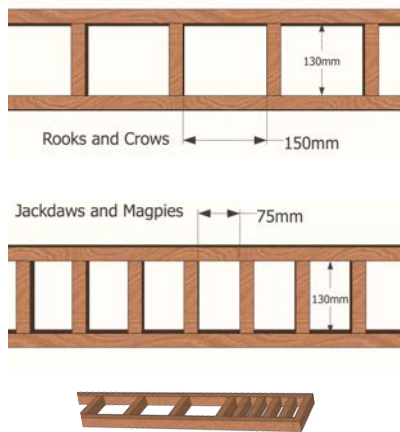 130mm
Rooks and Crows
150mm
Jackdaws and Magpies
75mm
130mm